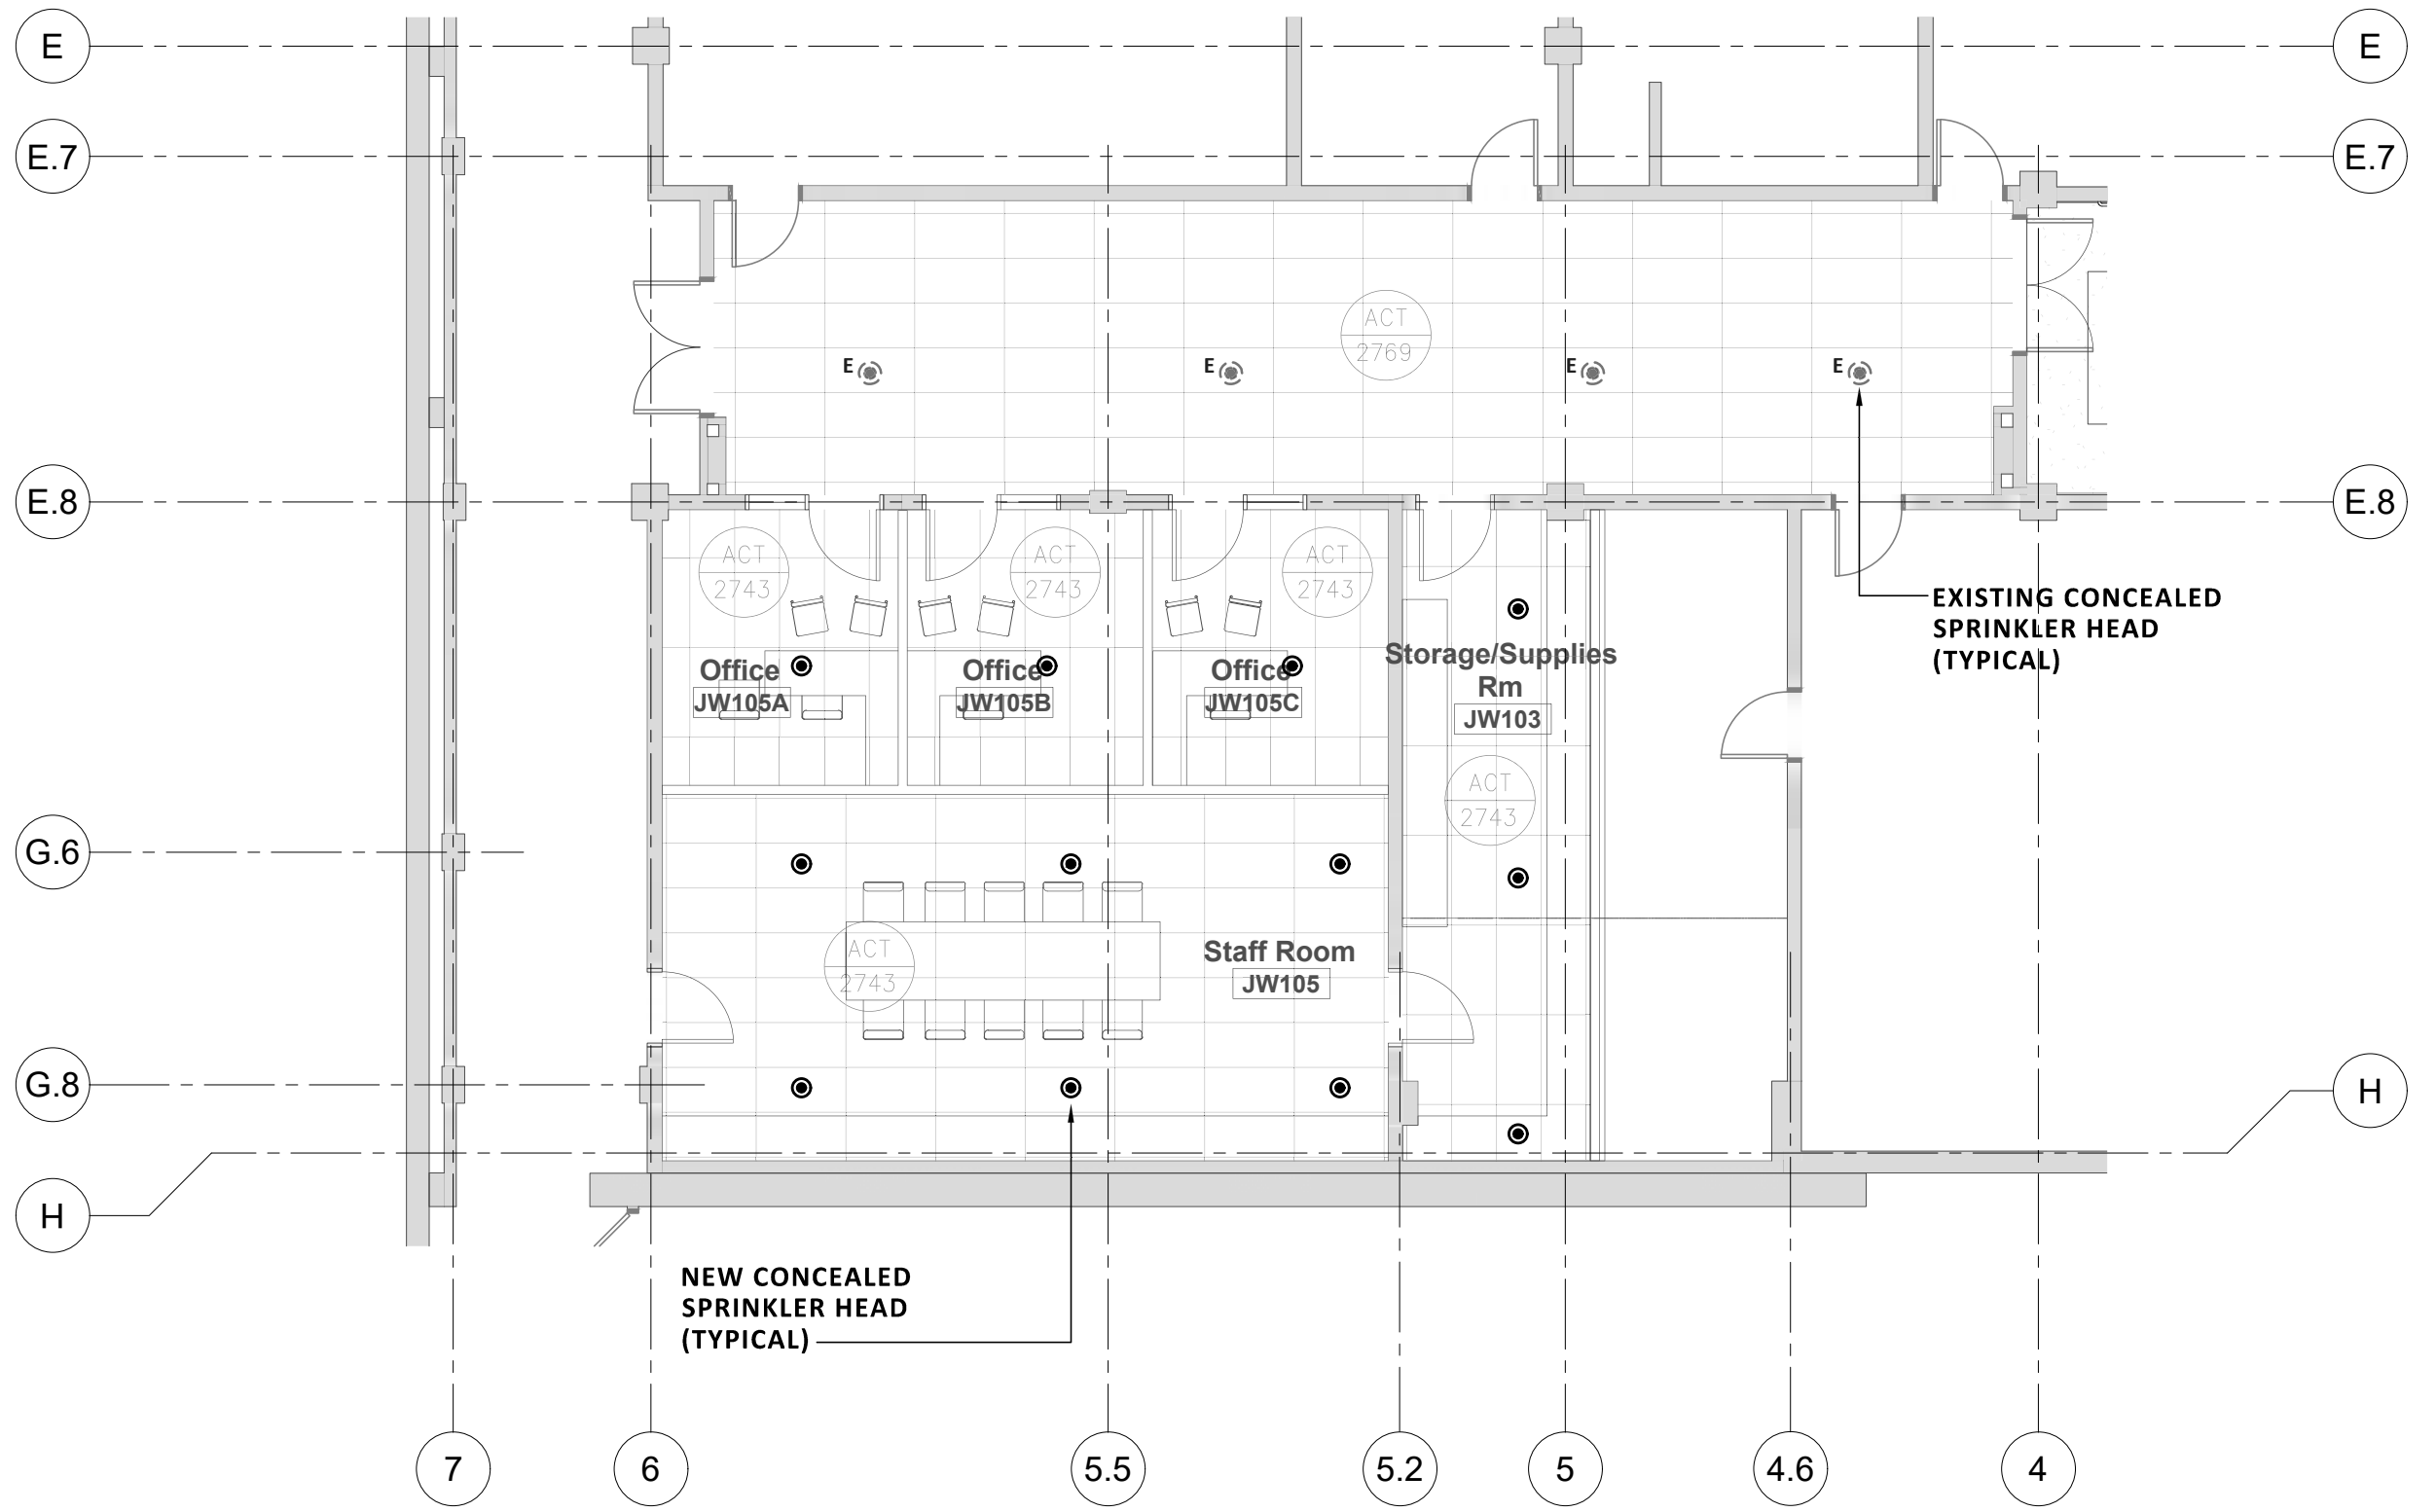 E
E
E.7
E.7
ACT
2769
E
E
E
E
E.8
E.8
ACT
2743
ACT
2743
ACT
2743
EXISTING CONCEALED
SPRINKLER HEAD
(TYPICAL)
Office
JW105A
Office
JW105B
Office
JW105C
Storage/Supplies
Rm
JW103
ACT
2743
G.6
ACT
2743
Staff Room
JW105
G.8
H
H
NEW CONCEALED
SPRINKLER HEAD
(TYPICAL)
7
6
5.5
5.2
5
4.6
4